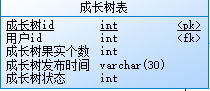 成长树表
成长树id int <pk>
用户id int <fk>
成长树果实个数 int
成长树发布时间 varchar(30)
成长树状态 int